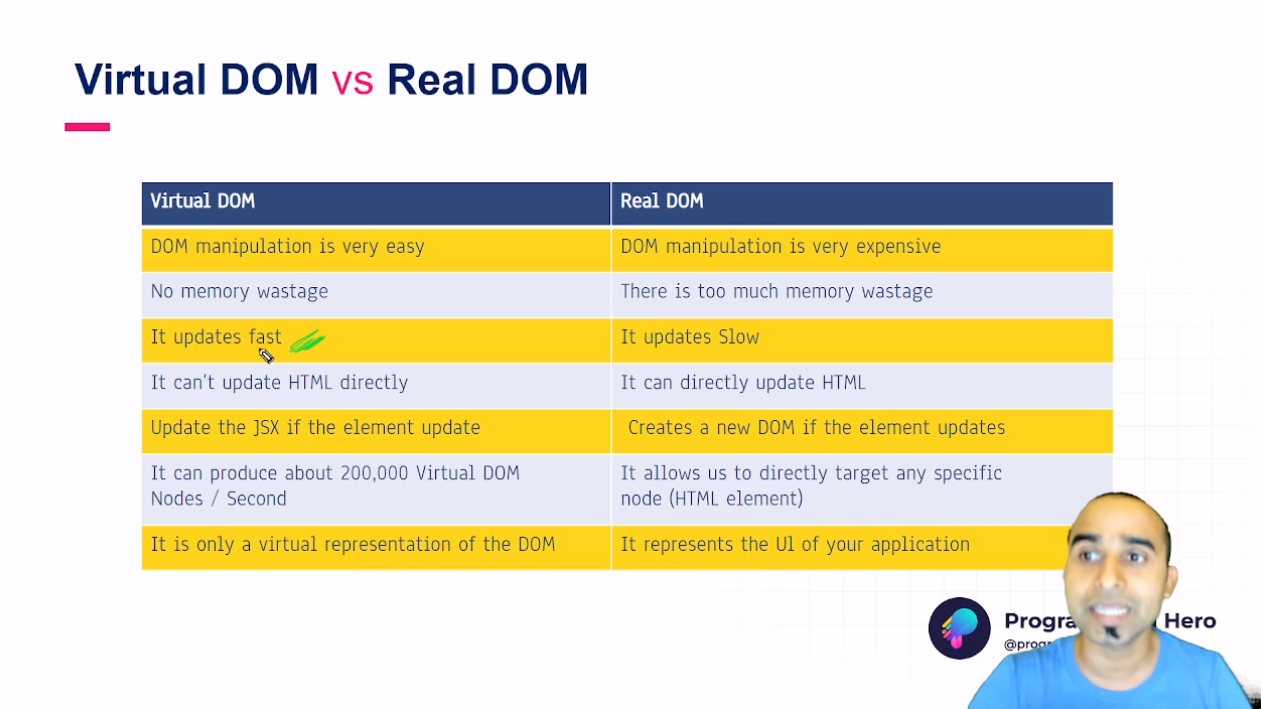 Virtual DOM vs Real DOM
Virtual DOM
Real DOM
DOM manipulation is very easy
DOM manipulation is very expensive
No memory wastage
There is too much memory wastage
It updates fast
It updates Slow
It can't update HTML directly
It can directly update HTML
Update the JSX if the element update
Creates a new DOM if the element updates
It can produce about 200,000 Virtual DOM
Nodes / Second
It allows us to directly target any specific
node (HTML element)
It is only a virtual representation of the DOM
It represents the UI of your application
Hero